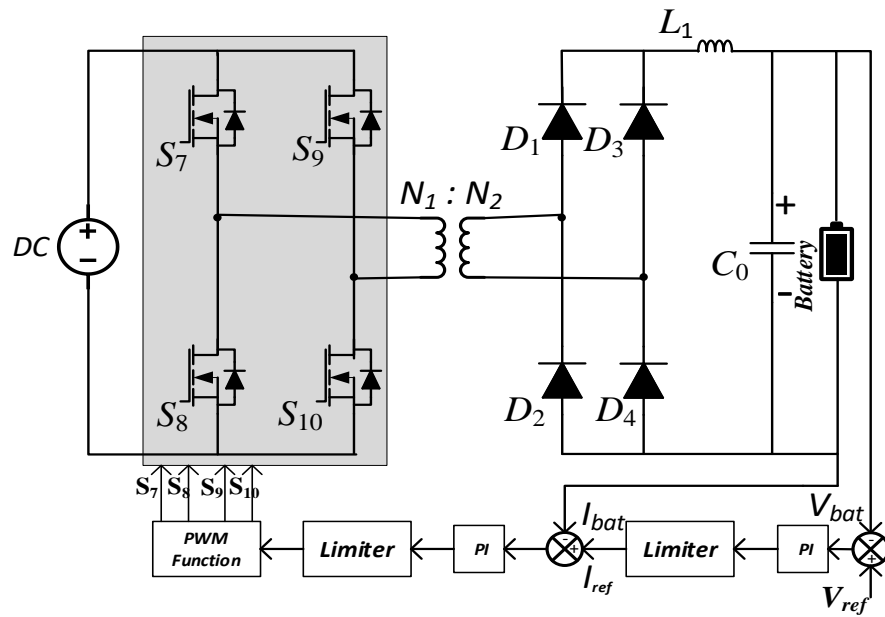 L1
S7
S9
D1
D3
N1 : N2
+
DC
+
−
C0
−
Battery
S8
S10
D2
D4
S7 S8 S9 S10
Ibat
Vbat
PWM
Function
Limiter
PI
-
+
Limiter
PI
-
+
Iref
Vref